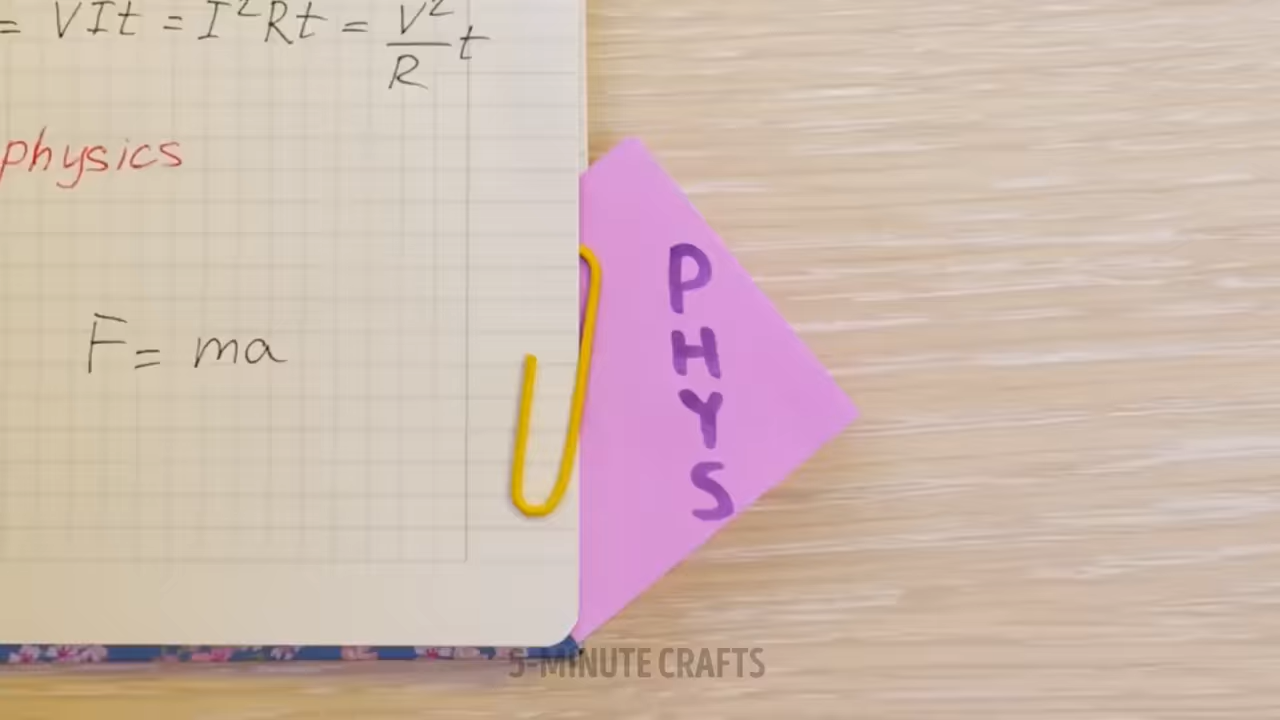 = VIt = I²Rt = V²/R t
physics
F = ma
PHYS
5-MINUTE CRAFTS